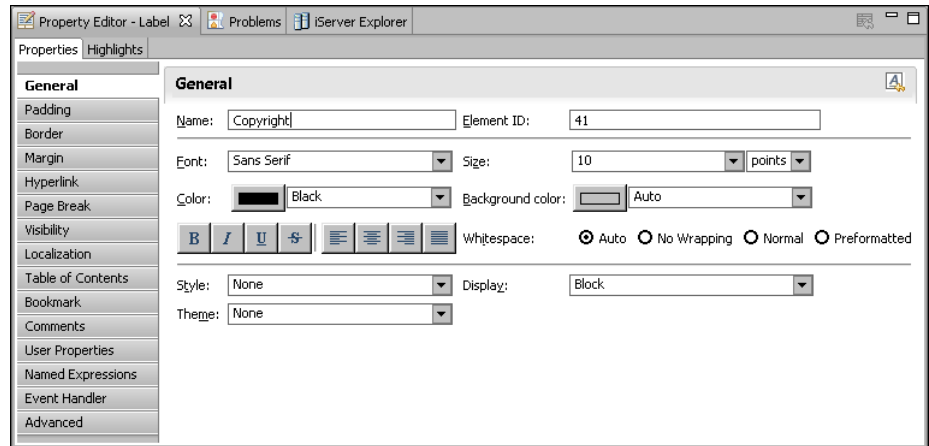 Property Editor - Label Problems iServer Explorer
Properties Highlights
General
Padding
Border
Margin
Hyperlink
Page Break
Visibility
Localization
Table of Contents
Bookmark
Comments
User Properties
Named Expressions
Event Handler
Advanced
General
Name: Copyright Element ID: 41
Font: Sans Serif Size: 10 points
Color: Black Background color: Auto
B I U S Whitespace: Auto No Wrapping Normal Preformatted
Style: None Display: Block
Theme: None